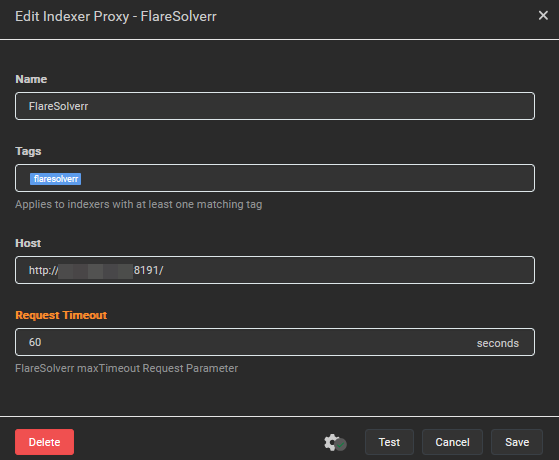 Edit Indexer Proxy - FlareSolverr
Name
FlareSolverr
Tags
flaresolverr
Applies to indexers with at least one matching tag
Host
http:// 8191/
Request Timeout
60 seconds
FlareSolverr maxTimeout Request Parameter
Delete Test Cancel Save